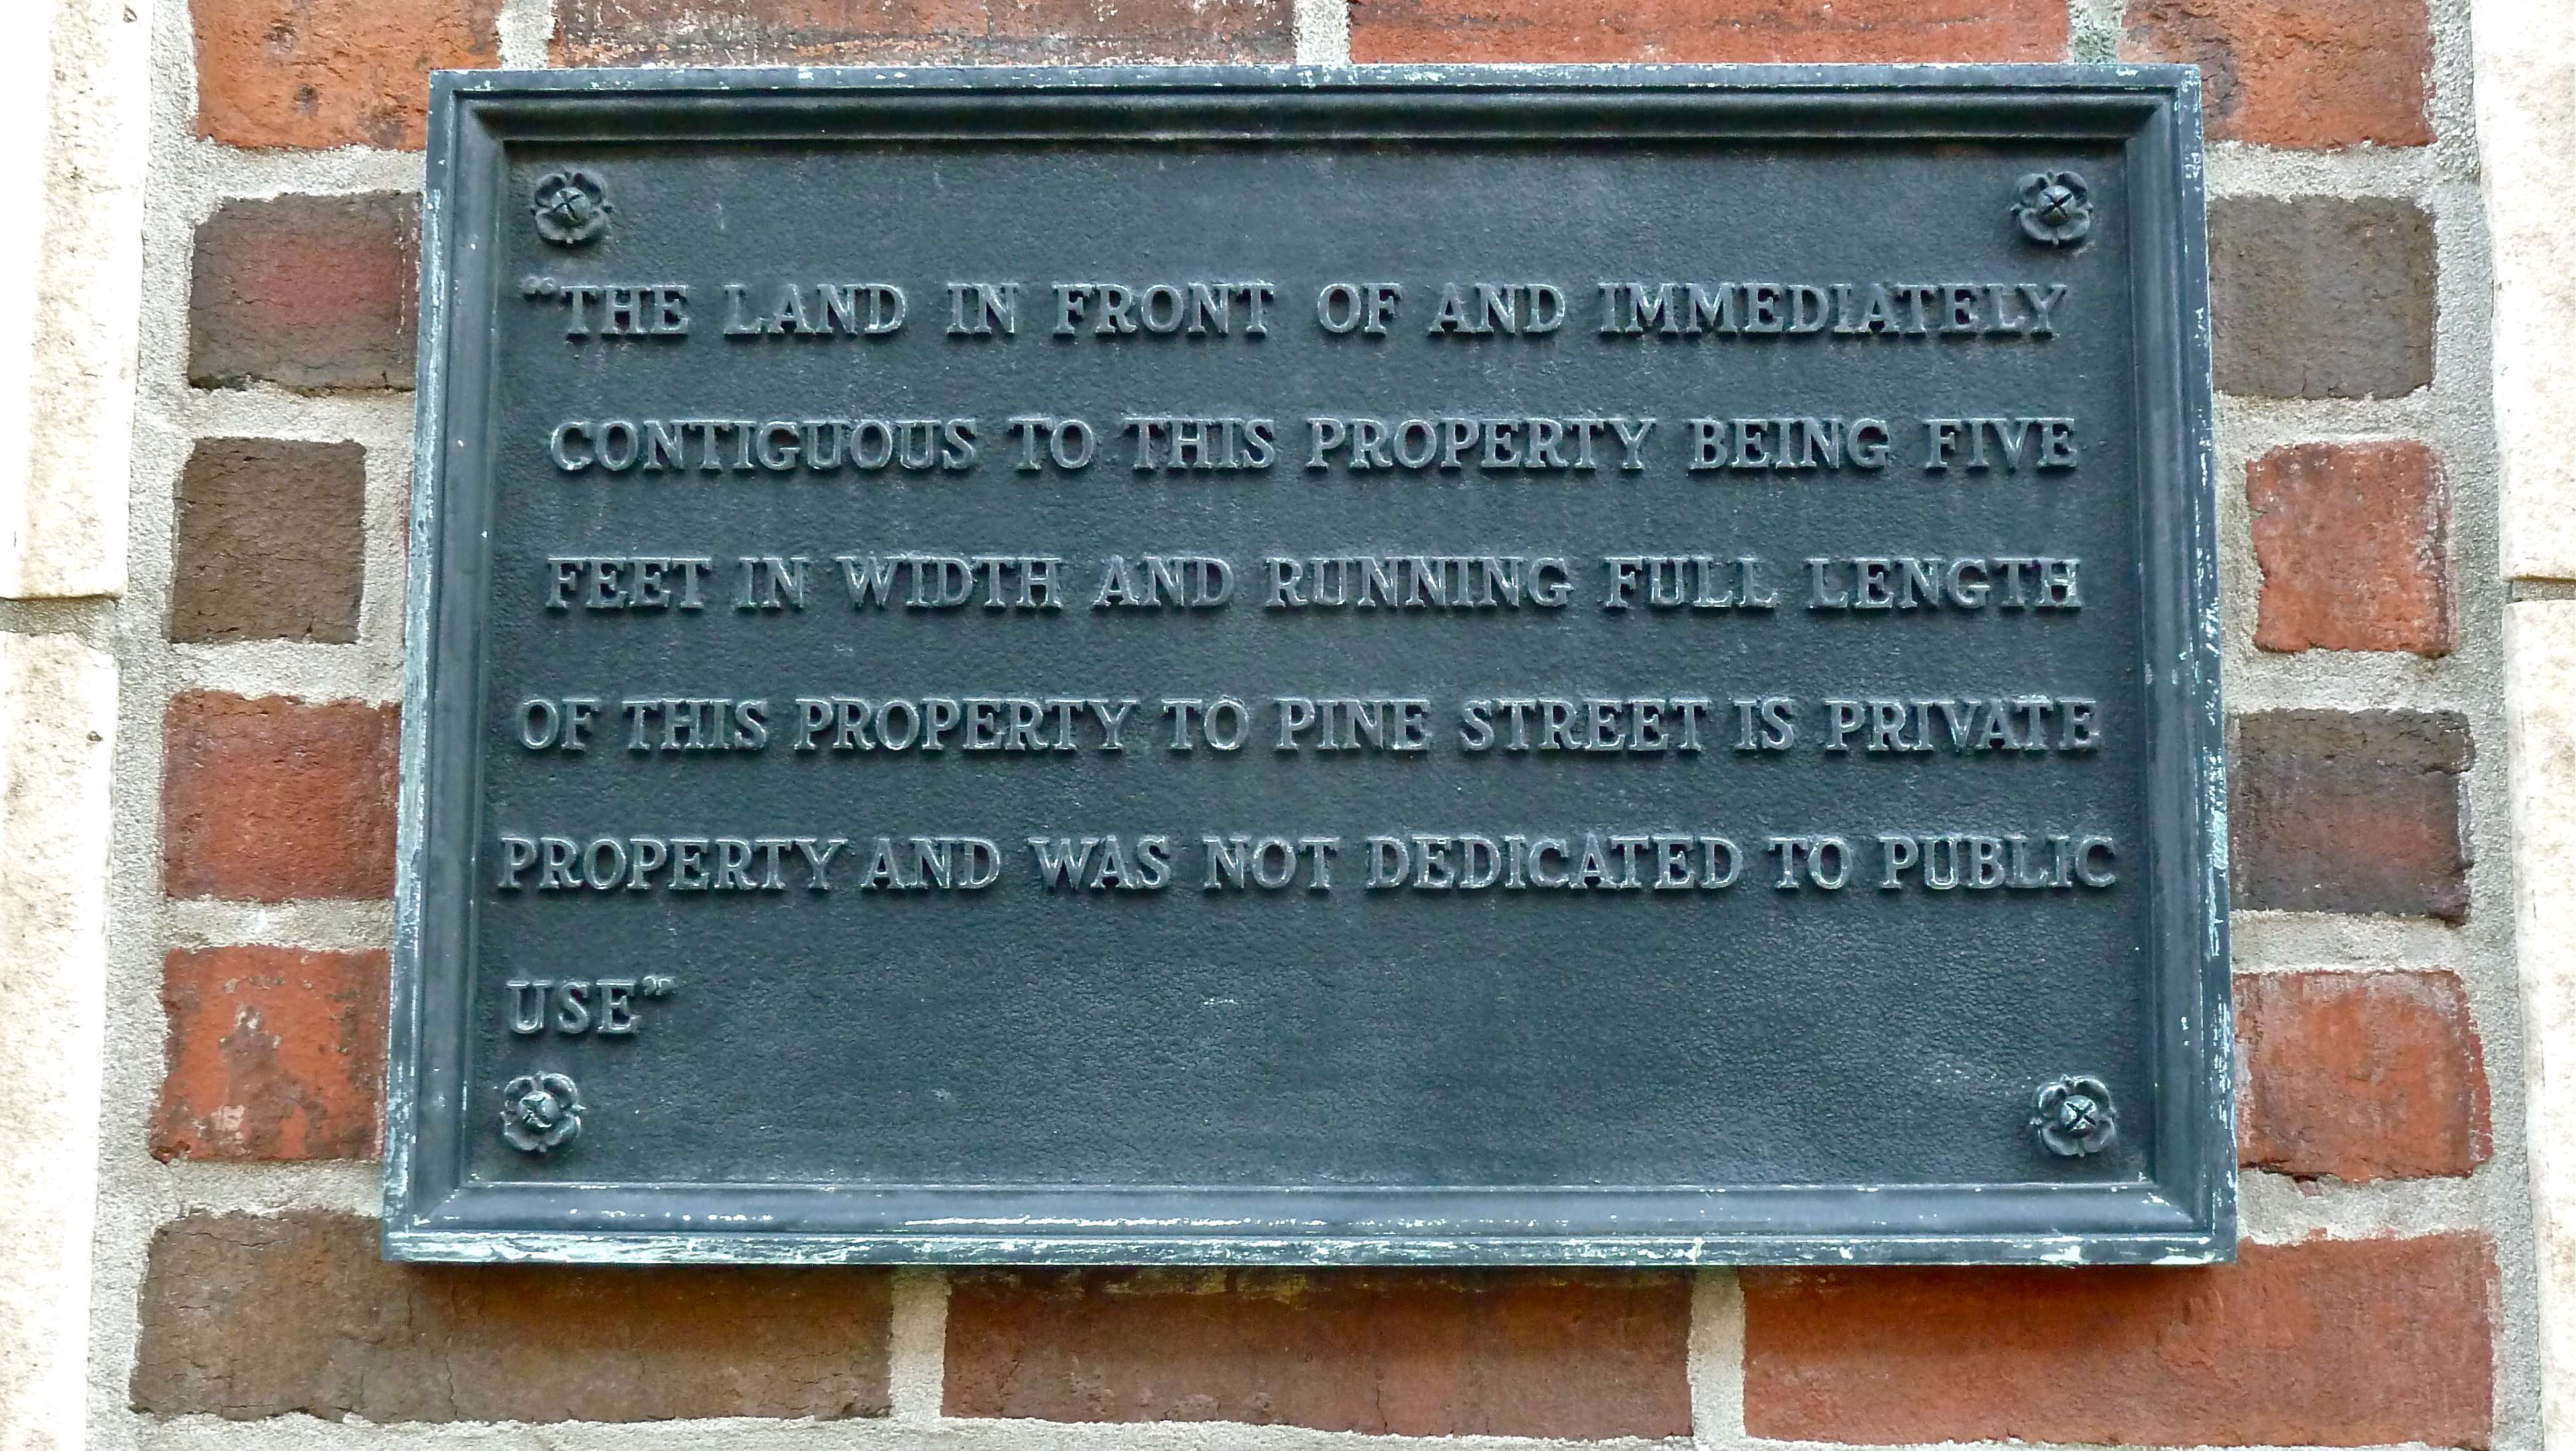 “THE LAND IN FRONT OF AND IMMEDIATELY
CONTIGUOUS TO THIS PROPERTY BEING FIVE
FEET IN WIDTH AND RUNNING FULL LENGTH
OF THIS PROPERTY TO PINE STREET IS PRIVATE
PROPERTY AND WAS NOT DEDICATED TO PUBLIC
USE”